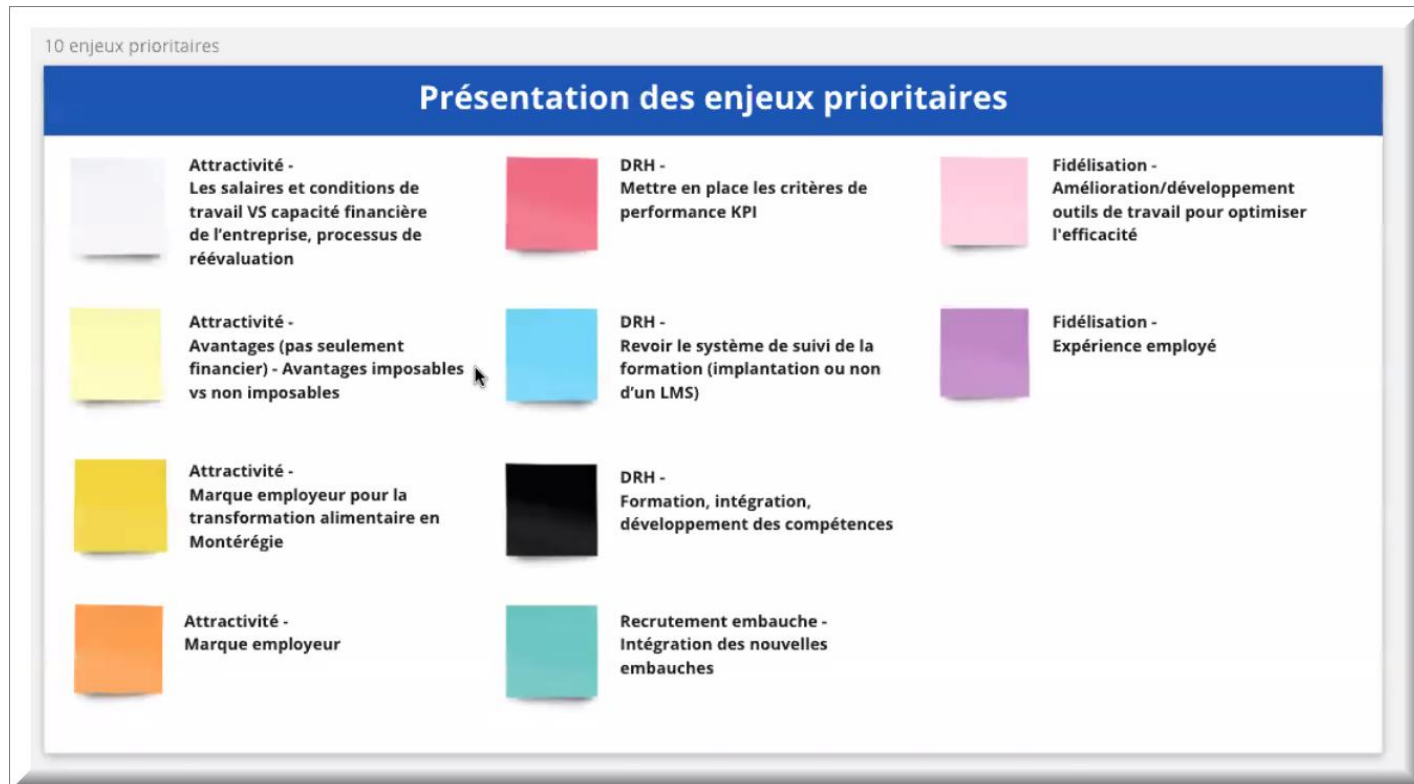 10 enjeux prioritaires
Présentation des enjeux prioritaires
Attractivité -
Les salaires et conditions de
travail VS capacité financière
de l’entreprise, processus de
réévaluation
Attractivité -
Avantages (pas seulement
financier) - Avantages imposables
vs non imposables
Attractivité -
Marque employeur pour la
transformation alimentaire en
Montérégie
Attractivité -
Marque employeur
DRH -
Mettre en place les critères de
performance KPI
DRH -
Revoir le système de suivi de la
formation (implantation ou non
d’un LMS)
DRH -
Formation, intégration,
développement des compétences
Recrutement embauche -
Intégration des nouvelles
embauches
Fidélisation -
Amélioration/développement
outils de travail pour optimiser
l'efficacité
Fidélisation -
Expérience employé